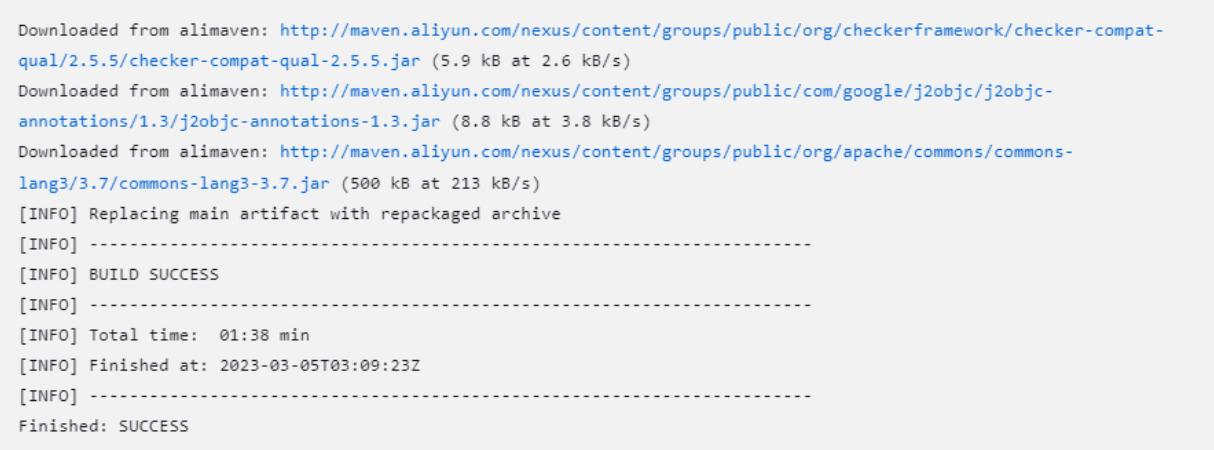 Downloaded from alimaven: http://maven.aliyun.com/nexus/content/groups/public/org/checkerframework/checker-compat-
qual/2.5.5/checker-compat-qual-2.5.5.jar (5.9 kB at 2.6 kB/s)
Downloaded from alimaven: http://maven.aliyun.com/nexus/content/groups/public/com/google/j2objc/j2objc-
annotations/1.3/j2objc-annotations-1.3.jar (8.8 kB at 3.8 kB/s)
Downloaded from alimaven: http://maven.aliyun.com/nexus/content/groups/public/org/apache/commons/commons-
lang3/3.7/commons-lang3-3.7.jar (500 kB at 213 kB/s)
[INFO] Replacing main artifact with repackaged archive
[INFO] ------------------------------------------------------------------------
[INFO] BUILD SUCCESS
[INFO] ------------------------------------------------------------------------
[INFO] Total time:  01:38 min
[INFO] Finished at: 2023-03-05T03:09:23Z
[INFO] ------------------------------------------------------------------------
Finished: SUCCESS